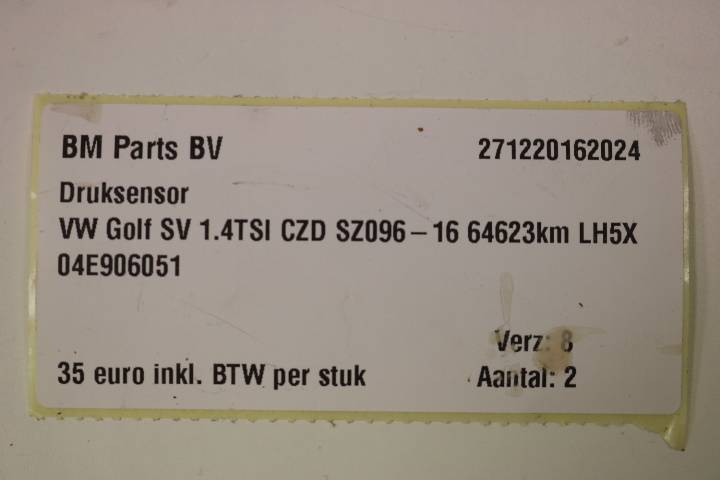 BM Parts BV 271220162024
Druksensor
VW Golf SV 1.4TSI CZD SZ096 – 16 64623km LH5X
04E906051
Verz: 8
35 euro inkl. BTW per stuk Aantal: 2